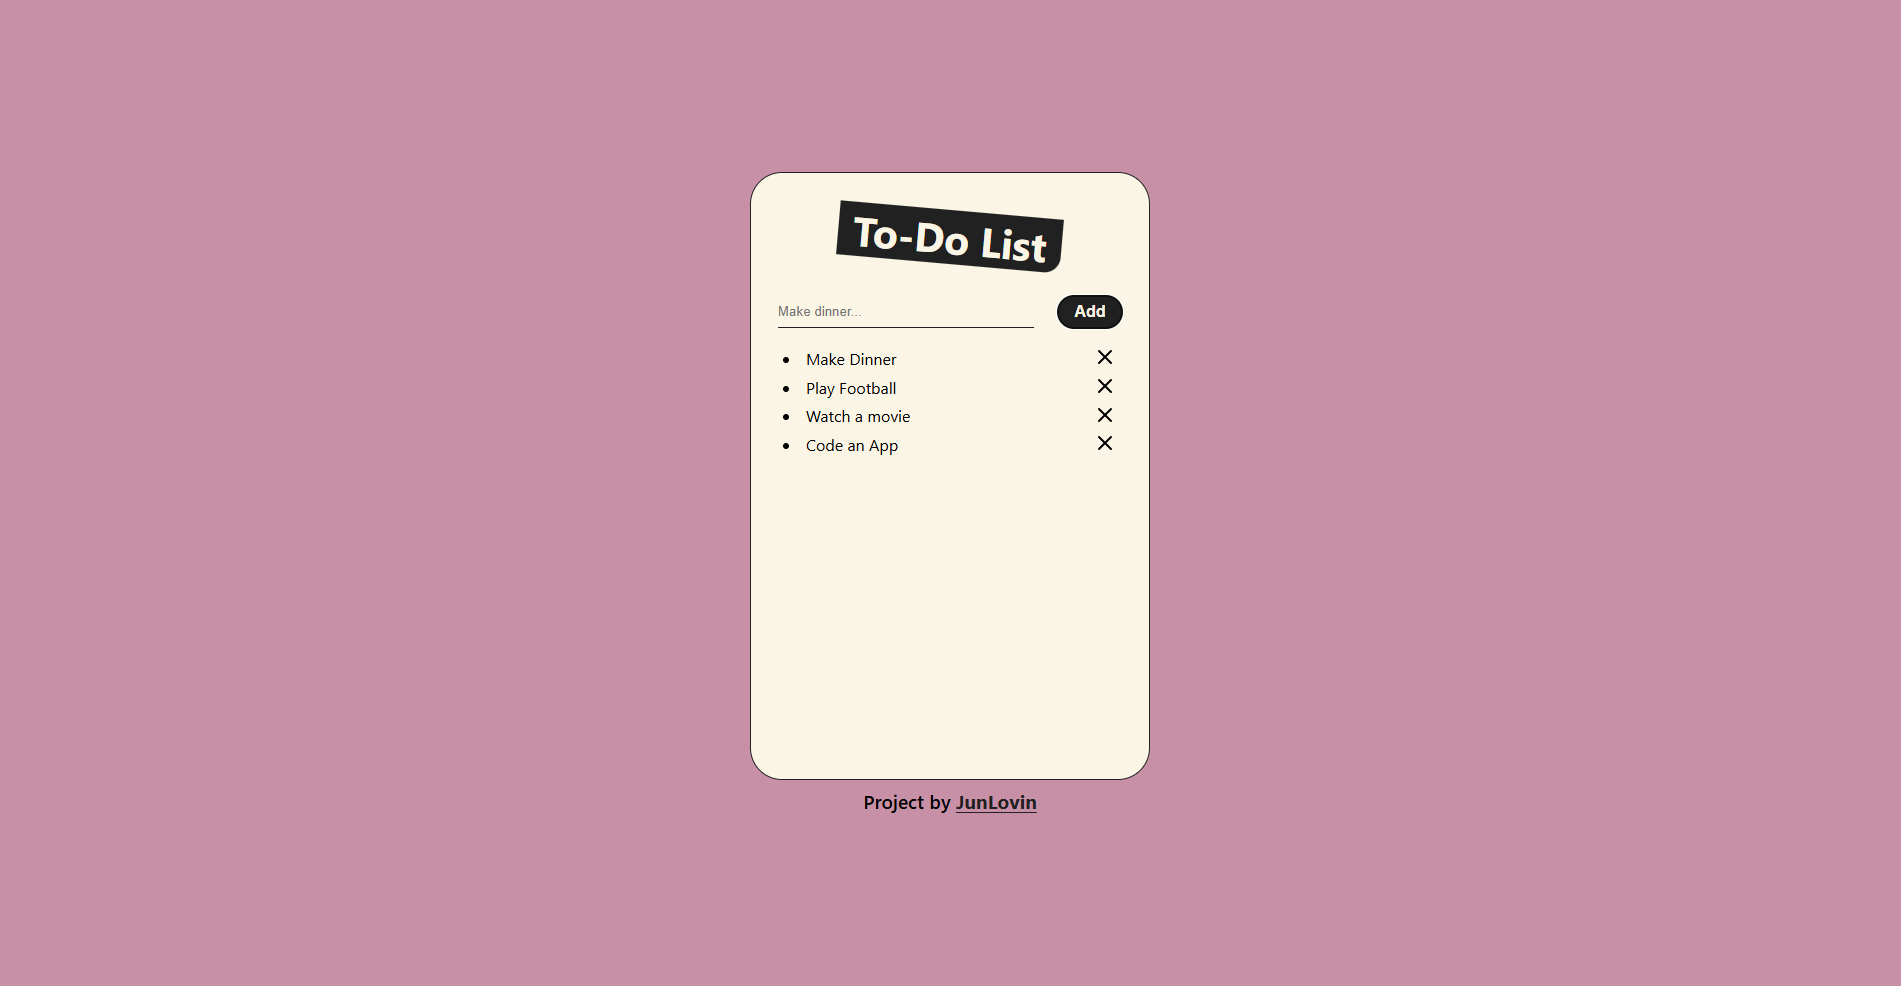 To-Do List
Make dinner...
Add
Make Dinner
Play Football
Watch a movie
Code an App
Project by JunLovin